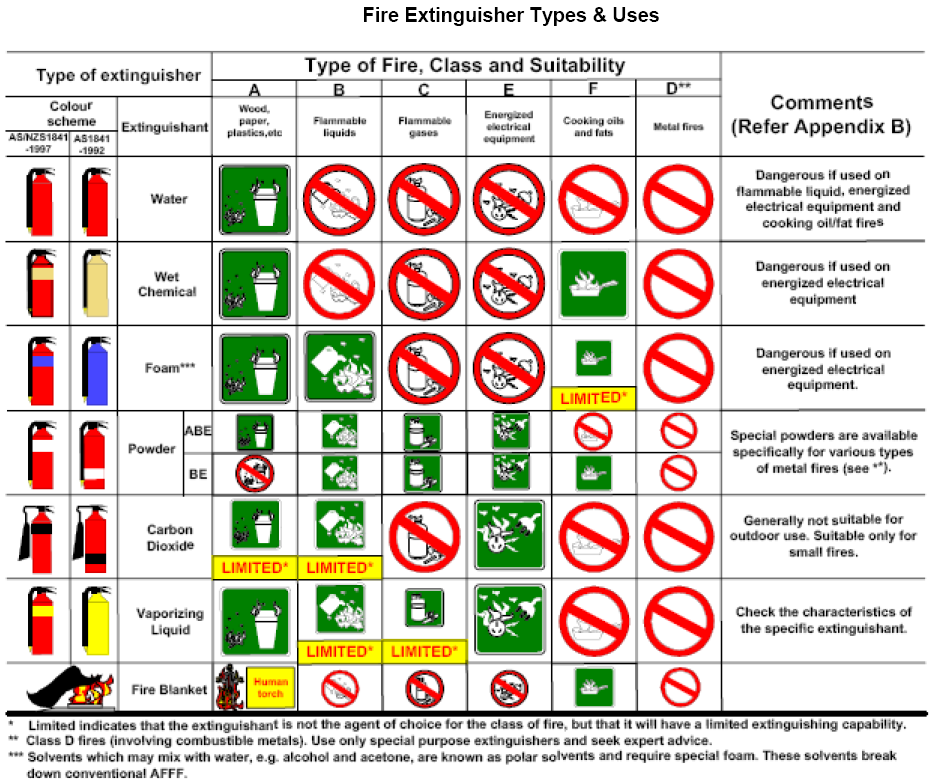 Fire Extinguisher Types & Uses
Type of extinguisher
Type of Fire, Class and Suitability
Comments
(Refer Appendix B)
A
B
C
E
F
D**
Colour
scheme
AS/NZS1841
-1997
AS1841
-1992
Extinguishant
Wood,
paper,
plastics,etc
Flammable
liquids
Flammable
gases
Energized
electrical
equipment
Cooking oils
and fats
Metal fires
Water
Dangerous if used on
flammable liquid, energized
electrical equipment and
cooking oil/fat fires
Wet
Chemical
Dangerous if used on
energized electrical
equipment
Foam***
LIMITED*
Dangerous if used on
energized electrical
equipment.
Powder
ABE
BE
Special powders are available
specifically for various types
of metal fires (see **).
Carbon
Dioxide
LIMITED*
LIMITED*
Generally not suitable for
outdoor use. Suitable only for
small fires.
Vaporizing
Liquid
LIMITED*
LIMITED*
Check the characteristics of
the specific extinguishant.
Fire Blanket
Human
torch
* Limited indicates that the extinguishant is not the agent of choice for the class of fire, but that it will have a limited extinguishing capability.
** Class D fires (involving combustible metals). Use only special purpose extinguishers and seek expert advice.
*** Solvents which may mix with water, e.g. alcohol and acetone, are known as polar solvents and require special foam. These solvents break
down conventional AFFF.